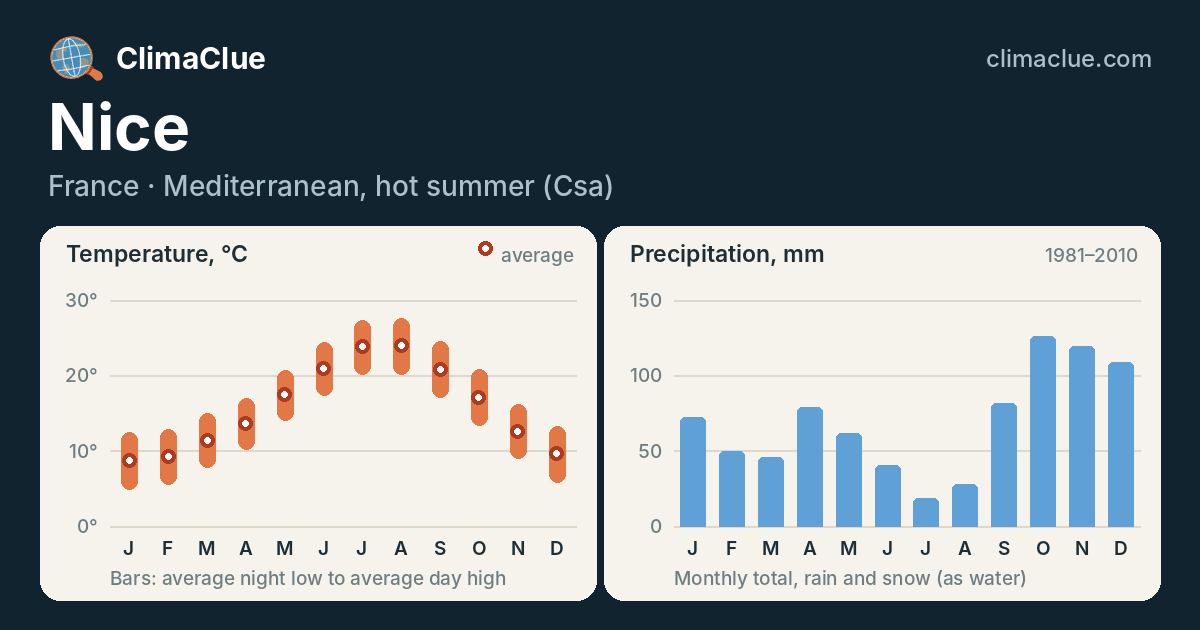 ClimaClue
climaclue.com
Nice
France · Mediterranean, hot summer (Csa)
Temperature, °C
average
30°
20°
10°
0°
J F M A M J J A S O N D
Bars: average night low to average day high
Precipitation, mm
1981–2010
150
100
50
0
J F M A M J J A S O N D
Monthly total, rain and snow (as water)